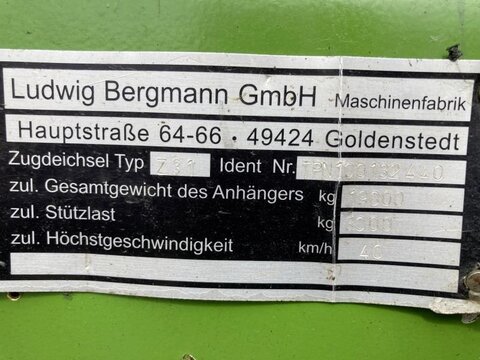 Ludwig Bergmann GmbH Maschinenfabrik
Hauptstraße 64-66 · 49424 Goldenstedt
Zugdeichsel Typ Z81 Ident Nr.
zul. Gesamtgewicht des Anhängers kg
zul. Stützlast kg
zul. Höchstgeschwindigkeit km/h 40